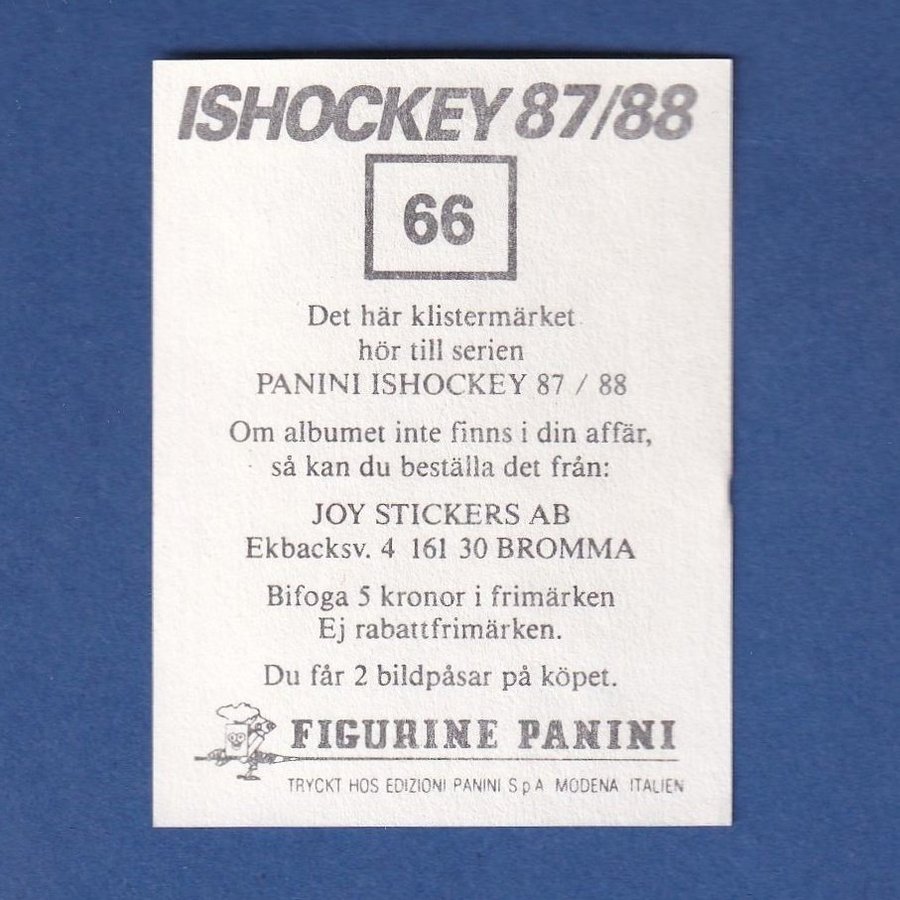 ISHOCKEY 87/88
66
Det här klistermärket
hör till serien
PANINI ISHOCKEY 87 / 88
Om albumet inte finns i din affär,
så kan du beställa det från:
JOY STICKERS AB
Ekbacksv. 4 161 30 BROMMA
Bifoga 5 kronor i frimärken
Ej rabattfrimärken.
Du får 2 bildpåsar på köpet.
FIGURINE PANINI
TRYCKT HOS EDIZIONI PANINI S p A MODENA ITALIEN